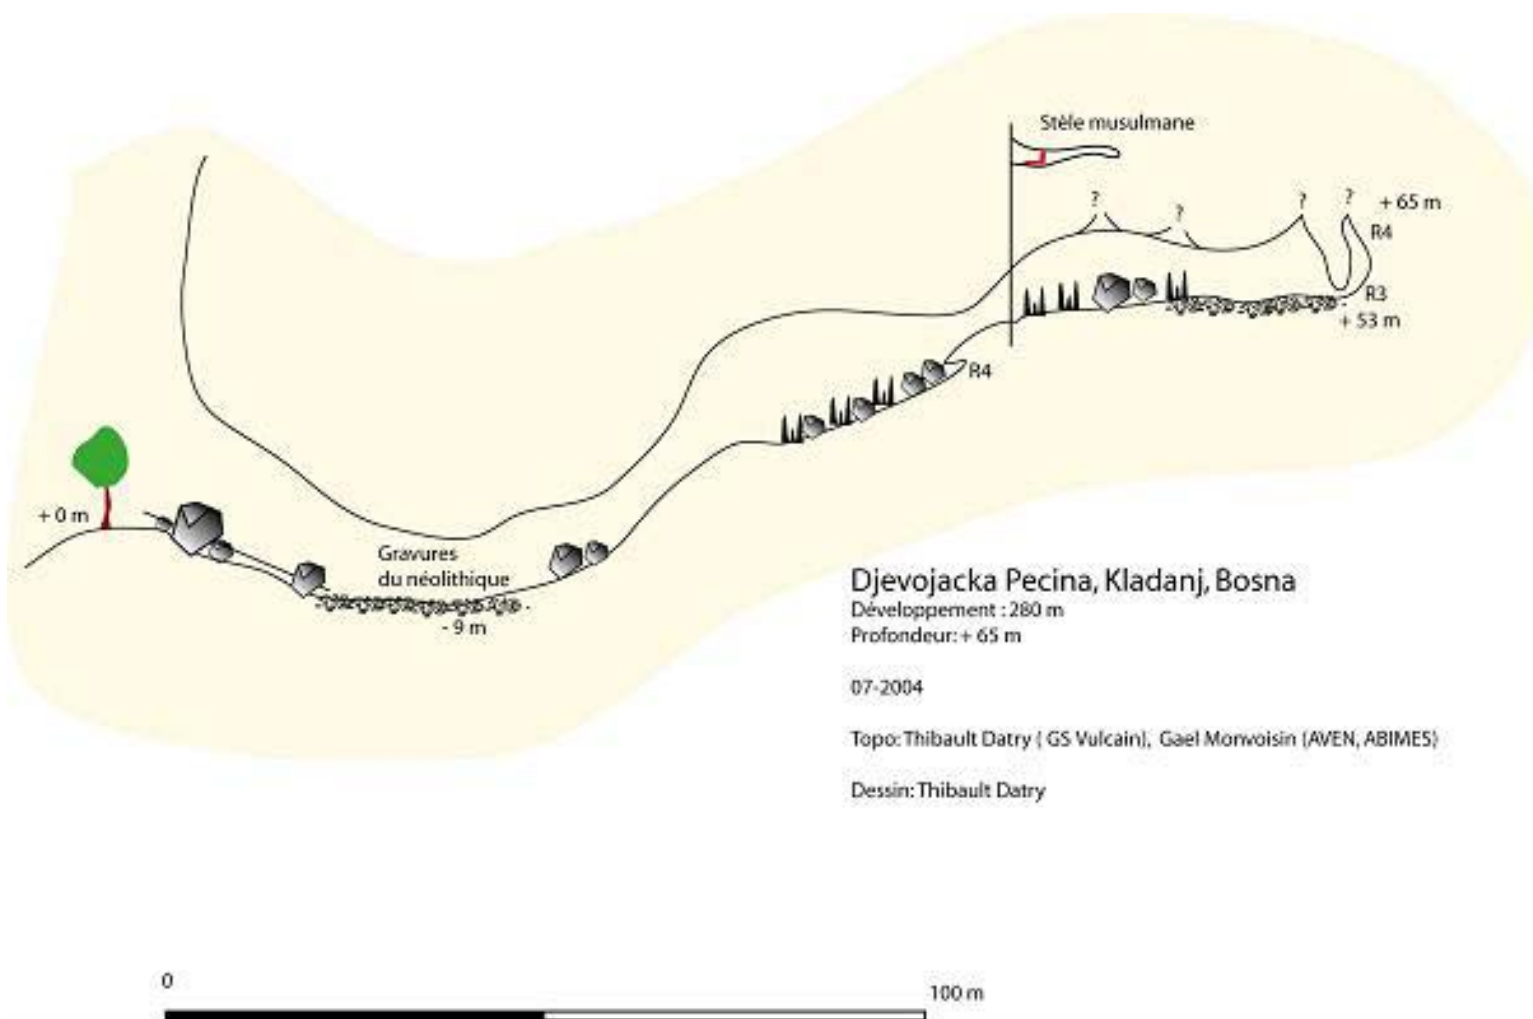 Stèle musulmane
?
?
?
?
+ 65 m
R4
R3
+ 53 m
R4
+ 0 m
Gravures
du néolithique
- 9 m
Djevojacka Pecina, Kladanj, Bosna
Développement : 280 m
Profondeur: + 65 m
07-2004
Topo: Thibault Datry ( GS Vulcain), Gael Monvoisin (AVEN, ABIMES)
Dessin: Thibault Datry
0
100 m